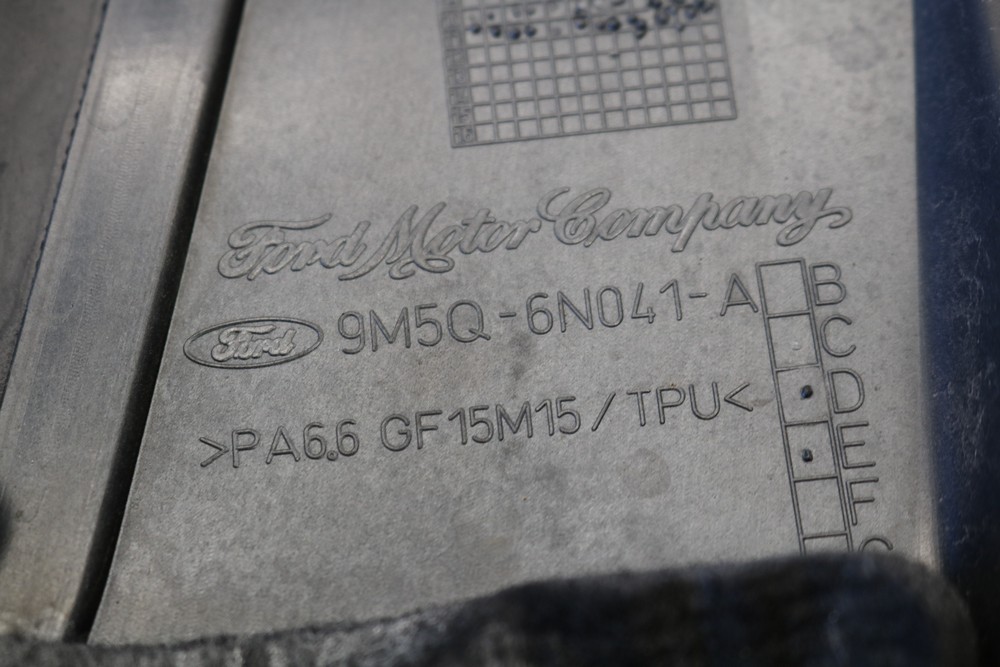 Ford Motor Company
Ford 9M5Q-6N041-A
B
C
>PA6.6 GF15M15/TPU<
D
E
F